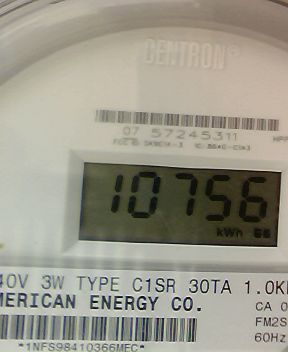 CENTRON®
07 57245311
10756
kWh
40V 3W TYPE C1SR 30TA 1.0K
MERICAN ENERGY CO. CA 0
FM2S
60Hz
*1NFS98410366MEC*